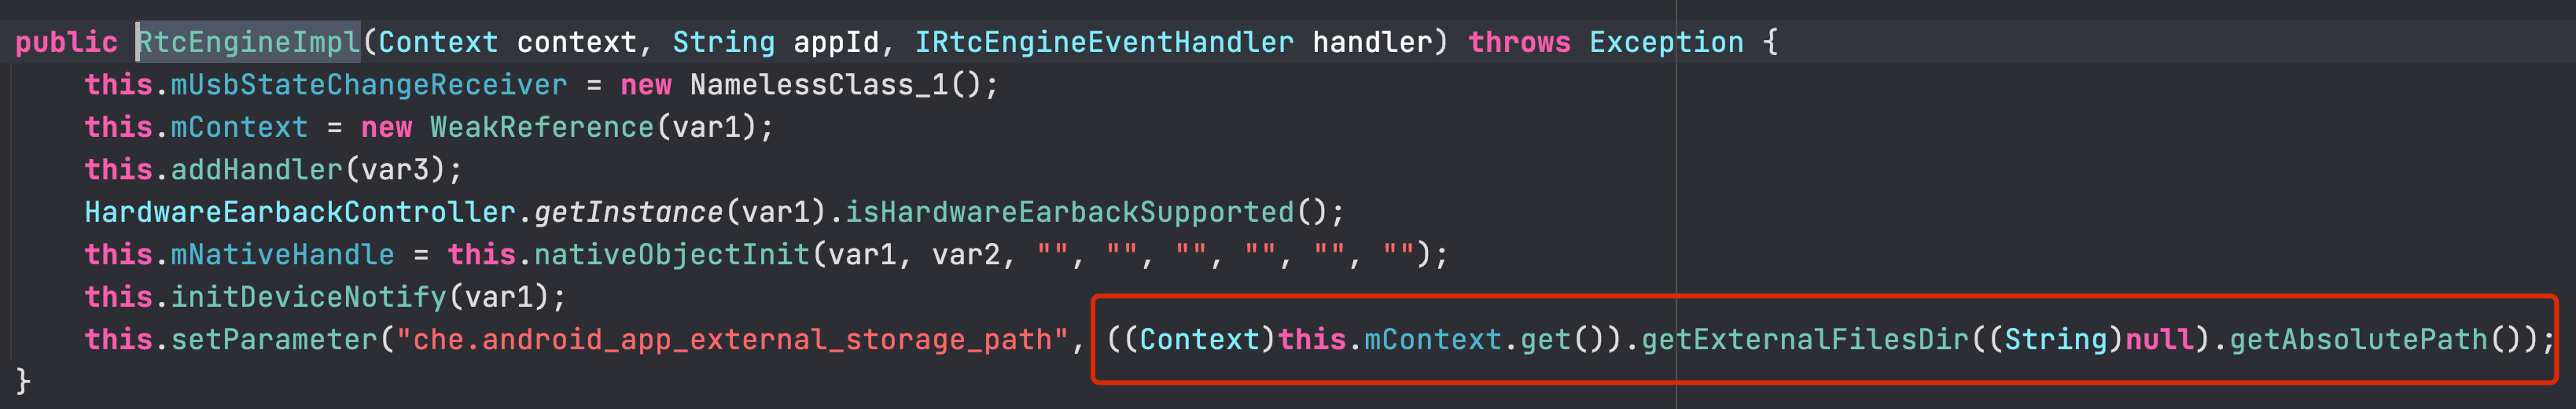 public RtcEngineImpl(Context context, String appId, IRtcEngineEventHandler handler) throws Exception {
    this.mUsbStateChangeReceiver = new NamelessClass_1();
    this.mContext = new WeakReference(var1);
    this.addHandler(var3);
    HardwareEarbackController.getInstance(var1).isHardwareEarbackSupported();
    this.mNativeHandle = this.nativeObjectInit(var1, var2, "", "", "", "", "", "");
    this.initDeviceNotify(var1);
    this.setParameter("che.android_app_external_storage_path", ((Context)this.mContext.get()).getExternalFilesDir((String)null).getAbsolutePath());
}